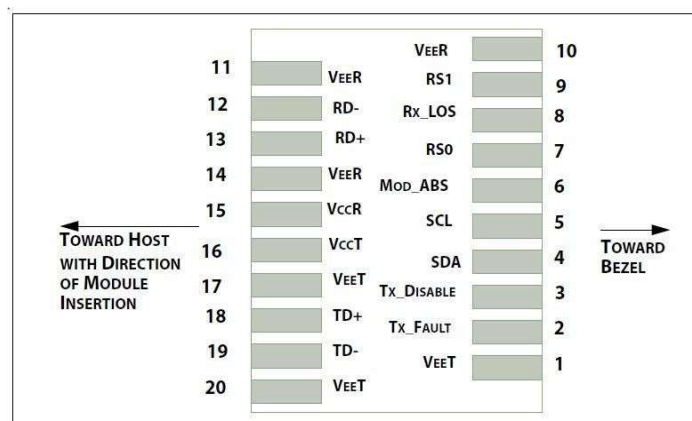 11 VEER
12 RD-
13 RD+
14 VEER
15 VCCR
16 VCCT
17 VEET
18 TD+
19 TD-
20 VEET
VEER 10
RS1 9
RX_LOS 8
RS0 7
MOD_ABS 6
SCL 5
SDA 4
TX_DISABLE 3
TX_FAULT 2
VEET 1
TOWARD HOST
WITH DIRECTION
OF MODULE
INSERTION
TOWARD
BEZEL